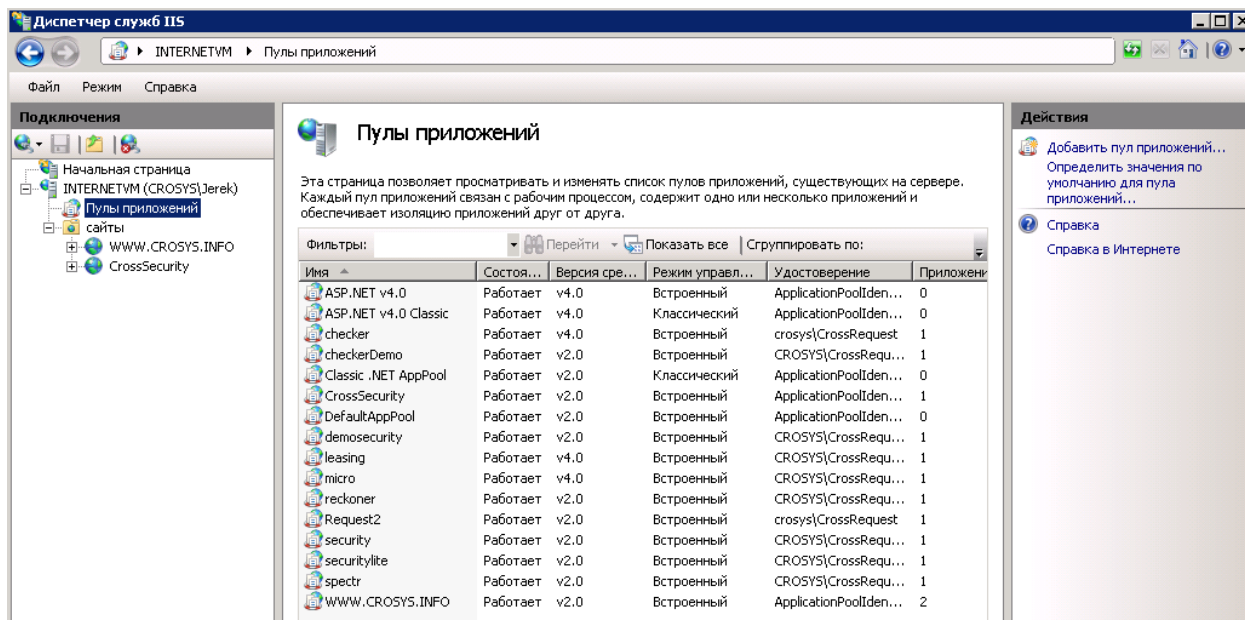 Диспетчер служб IIS
INTERNETVM Пулы приложений
Файл Режим Справка
Подключения
Начальная страница
INTERNETVM (CROSYS\Jerek)
Пулы приложений
сайты
WWW.CROSYS.INFO
CrossSecurity
Пулы приложений
Эта страница позволяет просматривать и изменять список пулов приложений, существующих на сервере.
Каждый пул приложений связан с рабочим процессом, содержит одно или несколько приложений и
обеспечивает изоляцию приложений друг от друга.
Фильтры: Перейти Показать все Сгруппировать по:
Имя Состоя... Версия сре... Режим управл... Удостоверение Приложени
ASP.NET v4.0 Работает v4.0 Встроенный ApplicationPoolIden... 0
ASP.NET v4.0 Classic Работает v4.0 Классический ApplicationPoolIden... 0
checker Работает v4.0 Встроенный crosys\CrossRequest 1
checkerDemo Работает v2.0 Встроенный CROSYS\CrossRequ... 1
Classic .NET AppPool Работает v2.0 Классический ApplicationPoolIden... 0
CrossSecurity Работает v2.0 Встроенный ApplicationPoolIden... 1
DefaultAppPool Работает v2.0 Встроенный ApplicationPoolIden... 0
demosecurity Работает v2.0 Встроенный CROSYS\CrossRequ... 1
leasing Работает v4.0 Встроенный CROSYS\CrossRequ... 1
micro Работает v4.0 Встроенный CROSYS\CrossRequ... 1
reckoner Работает v2.0 Встроенный CROSYS\CrossRequ... 1
Request2 Работает v2.0 Встроенный crosys\CrossRequest 1
security Работает v2.0 Встроенный CROSYS\CrossRequ... 1
securitylite Работает v2.0 Встроенный CROSYS\CrossRequ... 1
spectr Работает v2.0 Встроенный CROSYS\CrossRequ... 1
WWW.CROSYS.INFO Работает v2.0 Встроенный ApplicationPoolIden... 2
Действия
Добавить пул приложений...
Определить значения по
умолчанию для пула
приложений...
Справка
Справка в Интернете